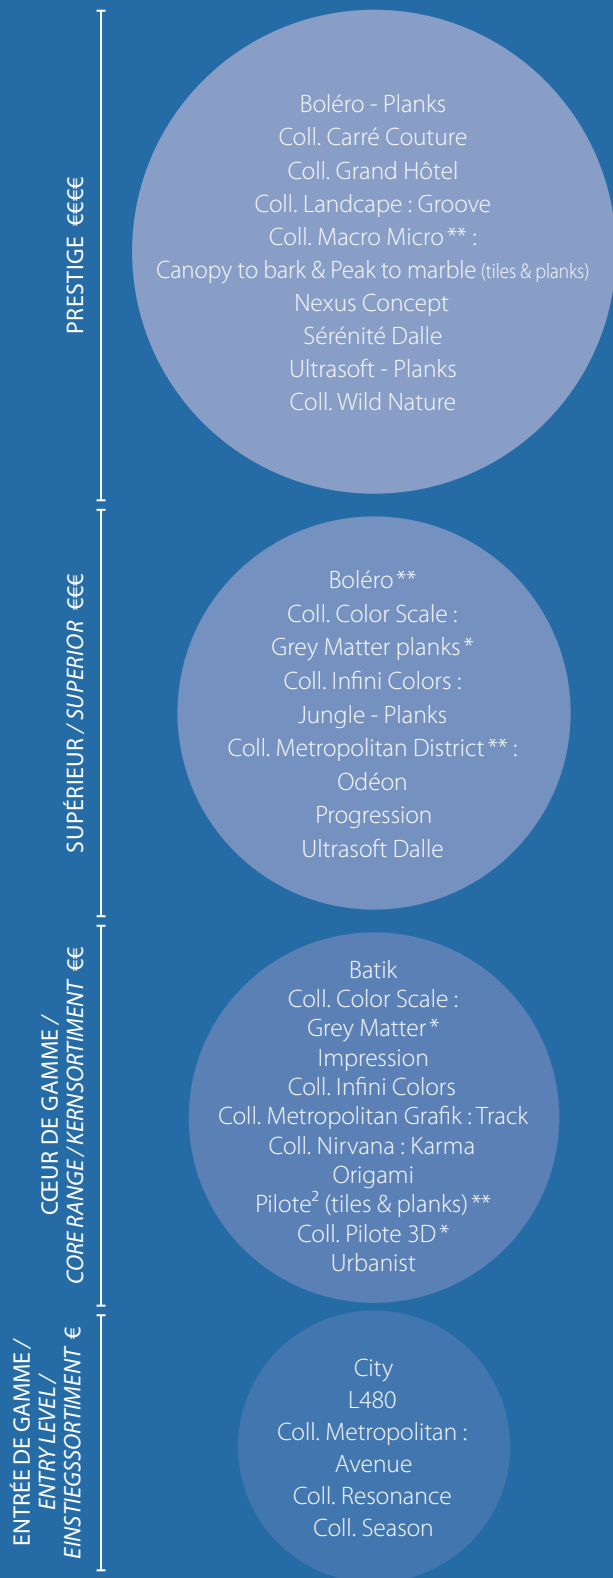 PRESTIGE €€€€
Boléro - Planks
Coll. Carré Couture
Coll. Grand Hôtel
Coll. Landcape : Groove
Coll. Macro Micro ** :
Canopy to bark & Peak to marble (tiles & planks)
Nexus Concept
Sérénité Dalle
Ultrasoft - Planks
Coll. Wild Nature
SUPÉRIEUR / SUPERIOR €€€
Boléro **
Coll. Color Scale :
Grey Matter planks *
Coll. Infini Colors :
Jungle - Planks
Coll. Metropolitan District ** :
Odéon
Progression
Ultrasoft Dalle
CŒUR DE GAMME /
CORE RANGE / KERNSORTIMENT €€
Batik
Coll. Color Scale :
Grey Matter *
Impression
Coll. Infini Colors
Coll. Metropolitan Grafik : Track
Coll. Nirvana : Karma
Origami
Pilote² (tiles & planks) **
Coll. Pilote 3D *
Urbanist
ENTRÉE DE GAMME /
ENTRY LEVEL /
EINSTIEGSSORTIMENT €
City
L480
Coll. Metropolitan :
Avenue
Coll. Resonance
Coll. Season